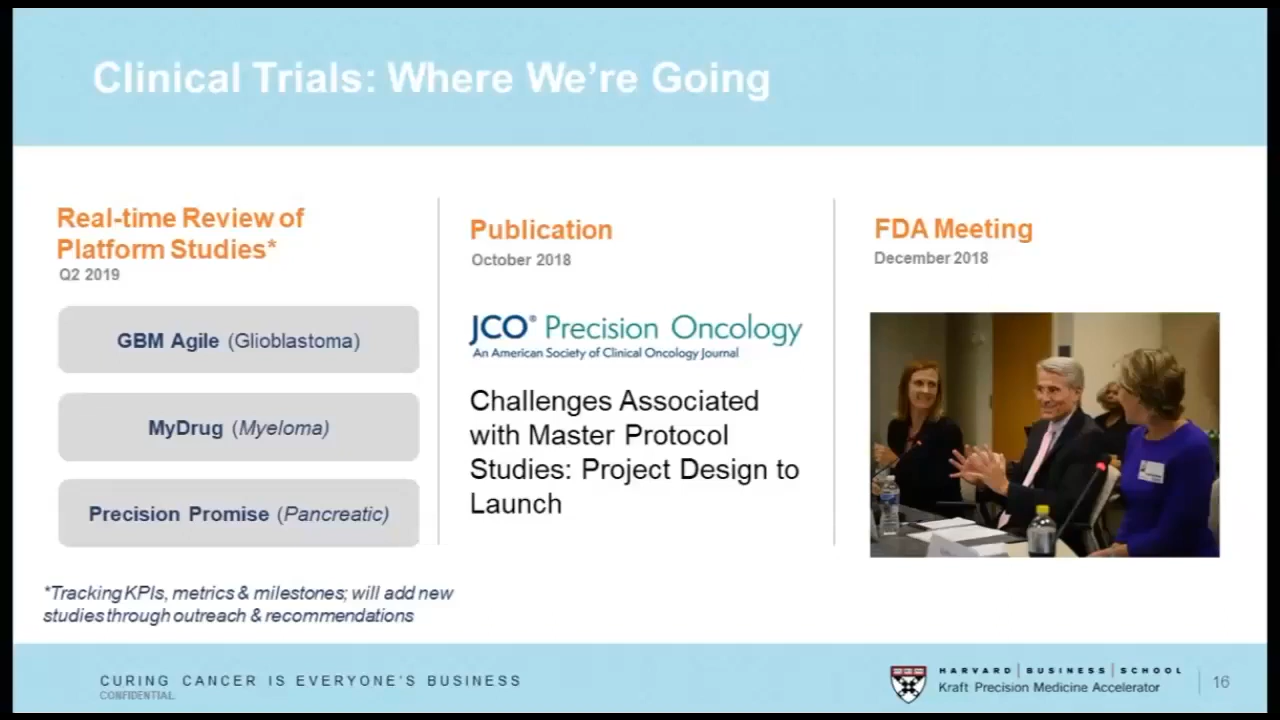 Clinical Trials: Where We're Going
Real-time Review of
Platform Studies*
Q2 2019
GBM Agile (Glioblastoma)
MyDrug (Myeloma)
Precision Promise (Pancreatic)
*Tracking KPIs, metrics & milestones; will add new
studies through outreach & recommendations
Publication
October 2018
JCO® Precision Oncology
An American Society of Clinical Oncology Journal
Challenges Associated
with Master Protocol
Studies: Project Design to
Launch
FDA Meeting
December 2018
CURING CANCER IS EVERYONE'S BUSINESS
CONFIDENTIAL
HARVARD | BUSINESS | SCHOOL
Kraft Precision Medicine Accelerator
16